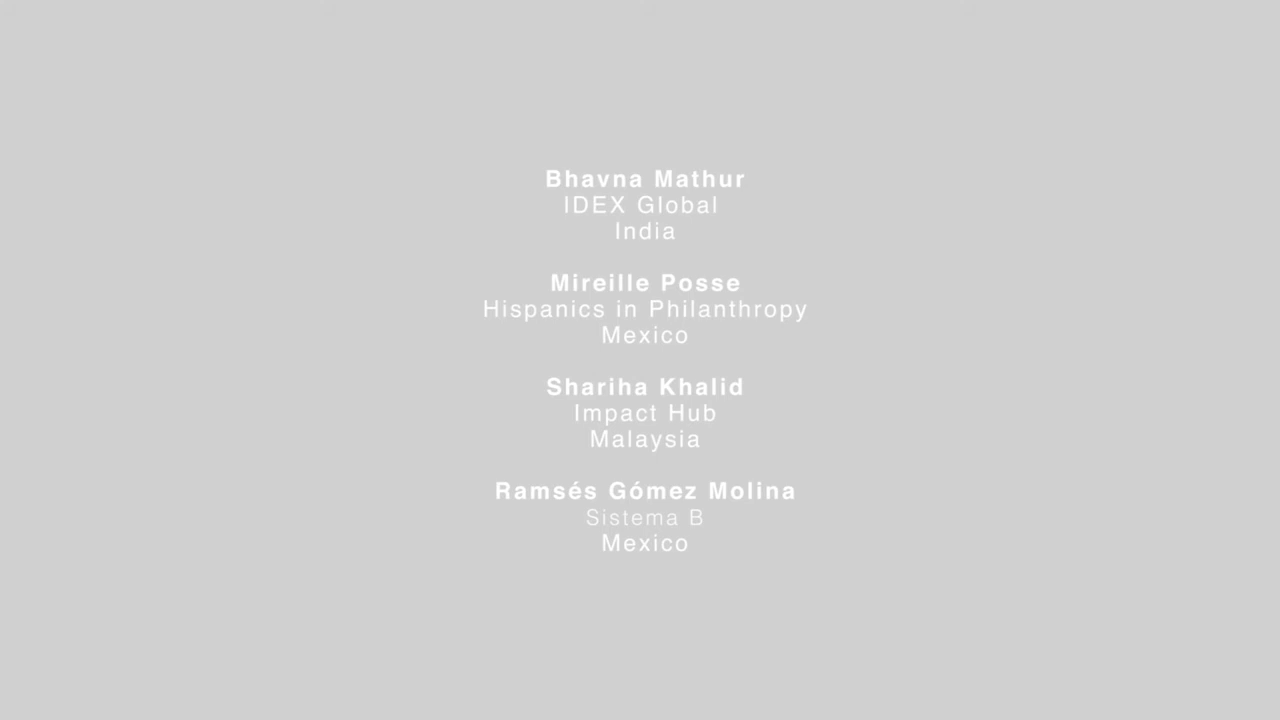 Bhavna Mathur
IDEX Global
India
Mireille Posse
Hispanics in Philanthropy
Mexico
Shariha Khalid
Impact Hub
Malaysia
Ramsés Gómez Molina
Sistema B
Mexico